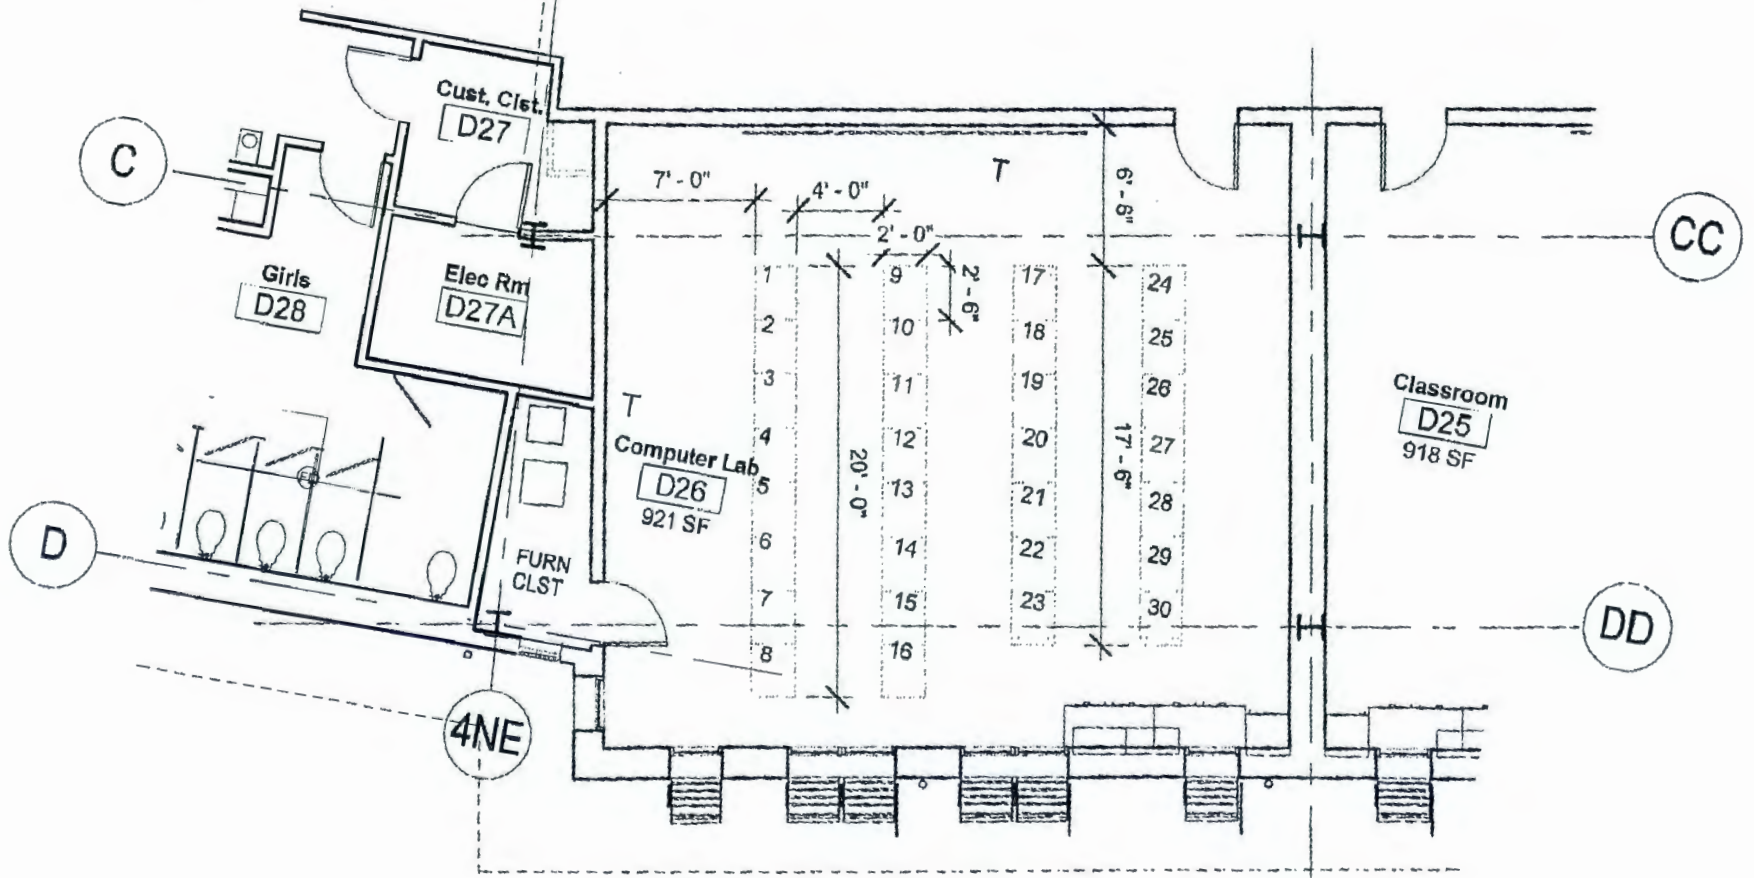 Cust. Clst.
D27
C
T
7' - 0"
4' - 0"
6' - 6"
2' - 0"
CC
Girls
D28
Elec Rm
D27A
2' - 6"
1
2
3
4
5
6
7
8
9
10
11
12
13
14
15
16
17
18
19
20
21
22
23
24
25
26
27
28
29
30
T
Computer Lab
D26
921 SF
20' - 0"
17' - 6"
Classroom
D25
918 SF
D
FURN
CLST
DD
4NE